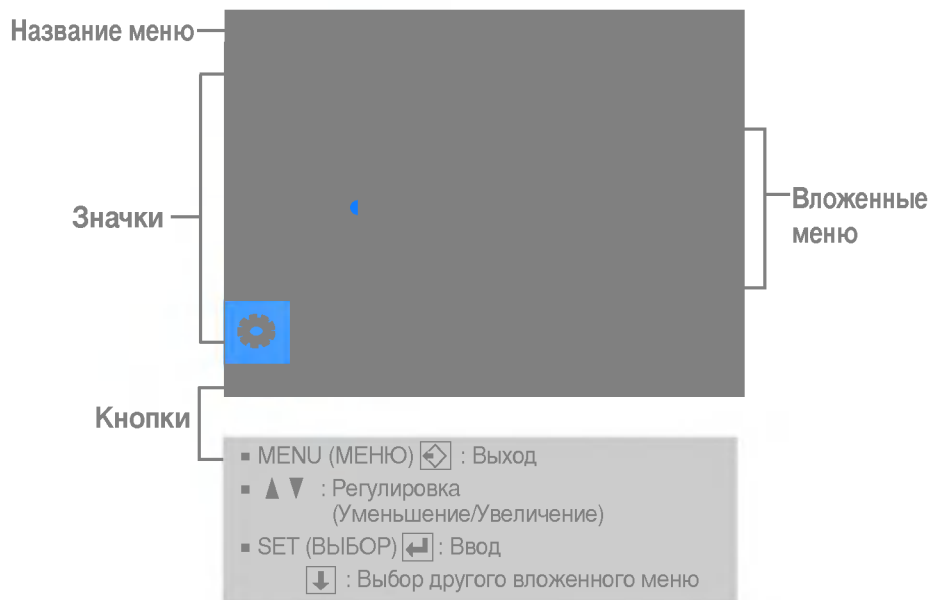 Название меню
Значки
Вложенные
меню
Кнопки
▪ MENU (МЕНЮ) : Выход
▪ ▲ ▼ : Регулировка
(Уменьшение/Увеличение)
▪ SET (ВЫБОР) : Ввод
: Выбор другого вложенного меню